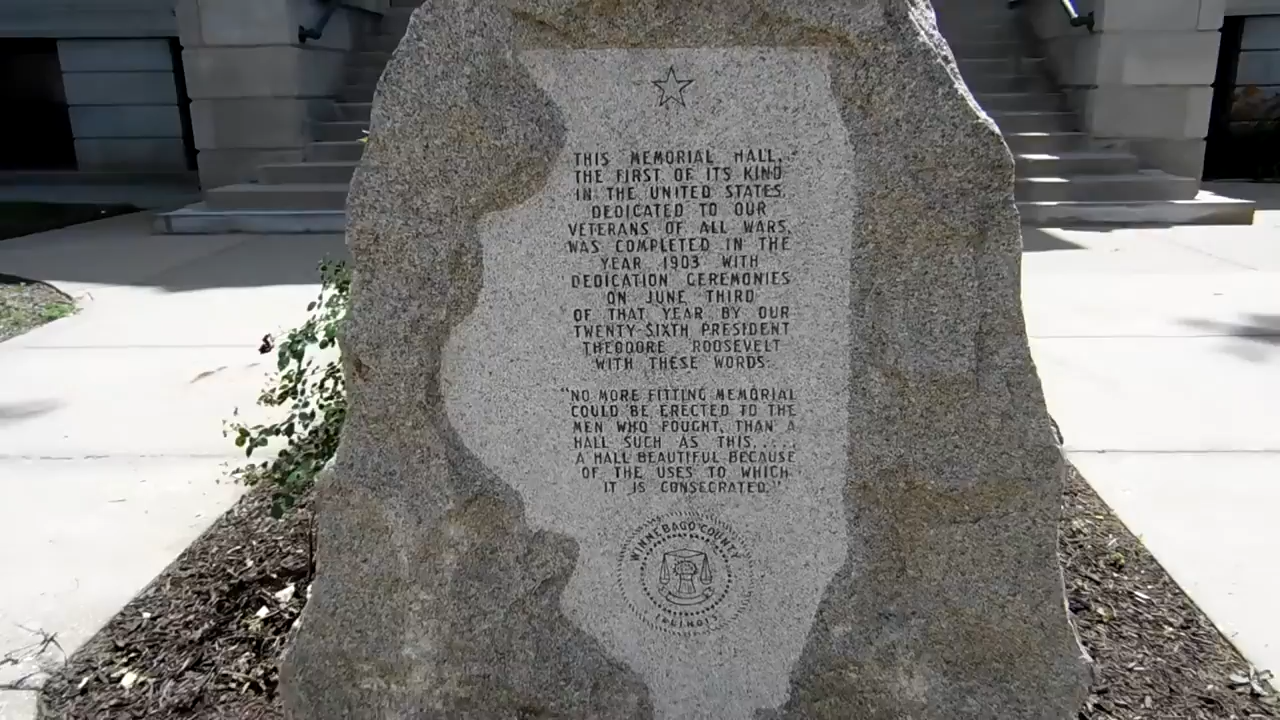 THIS MEMORIAL HALL,
THE FIRST OF ITS KIND
IN THE UNITED STATES,
DEDICATED TO OUR
VETERANS OF ALL WARS,
WAS COMPLETED IN THE
YEAR 1903 WITH
DEDICATION CEREMONIES
ON JUNE THIRD
OF THAT YEAR BY OUR
TWENTY-SIXTH PRESIDENT
THEODORE ROOSEVELT
WITH THESE WORDS:
"NO MORE FITTING MEMORIAL
COULD BE ERECTED TO THE
MEN WHO FOUGHT, THAN A
HALL SUCH AS THIS.....
A HALL BEAUTIFUL BECAUSE
OF THE USES TO WHICH
IT IS CONSECRATED."
WINNEBAGO COUNTY
ILLINOIS